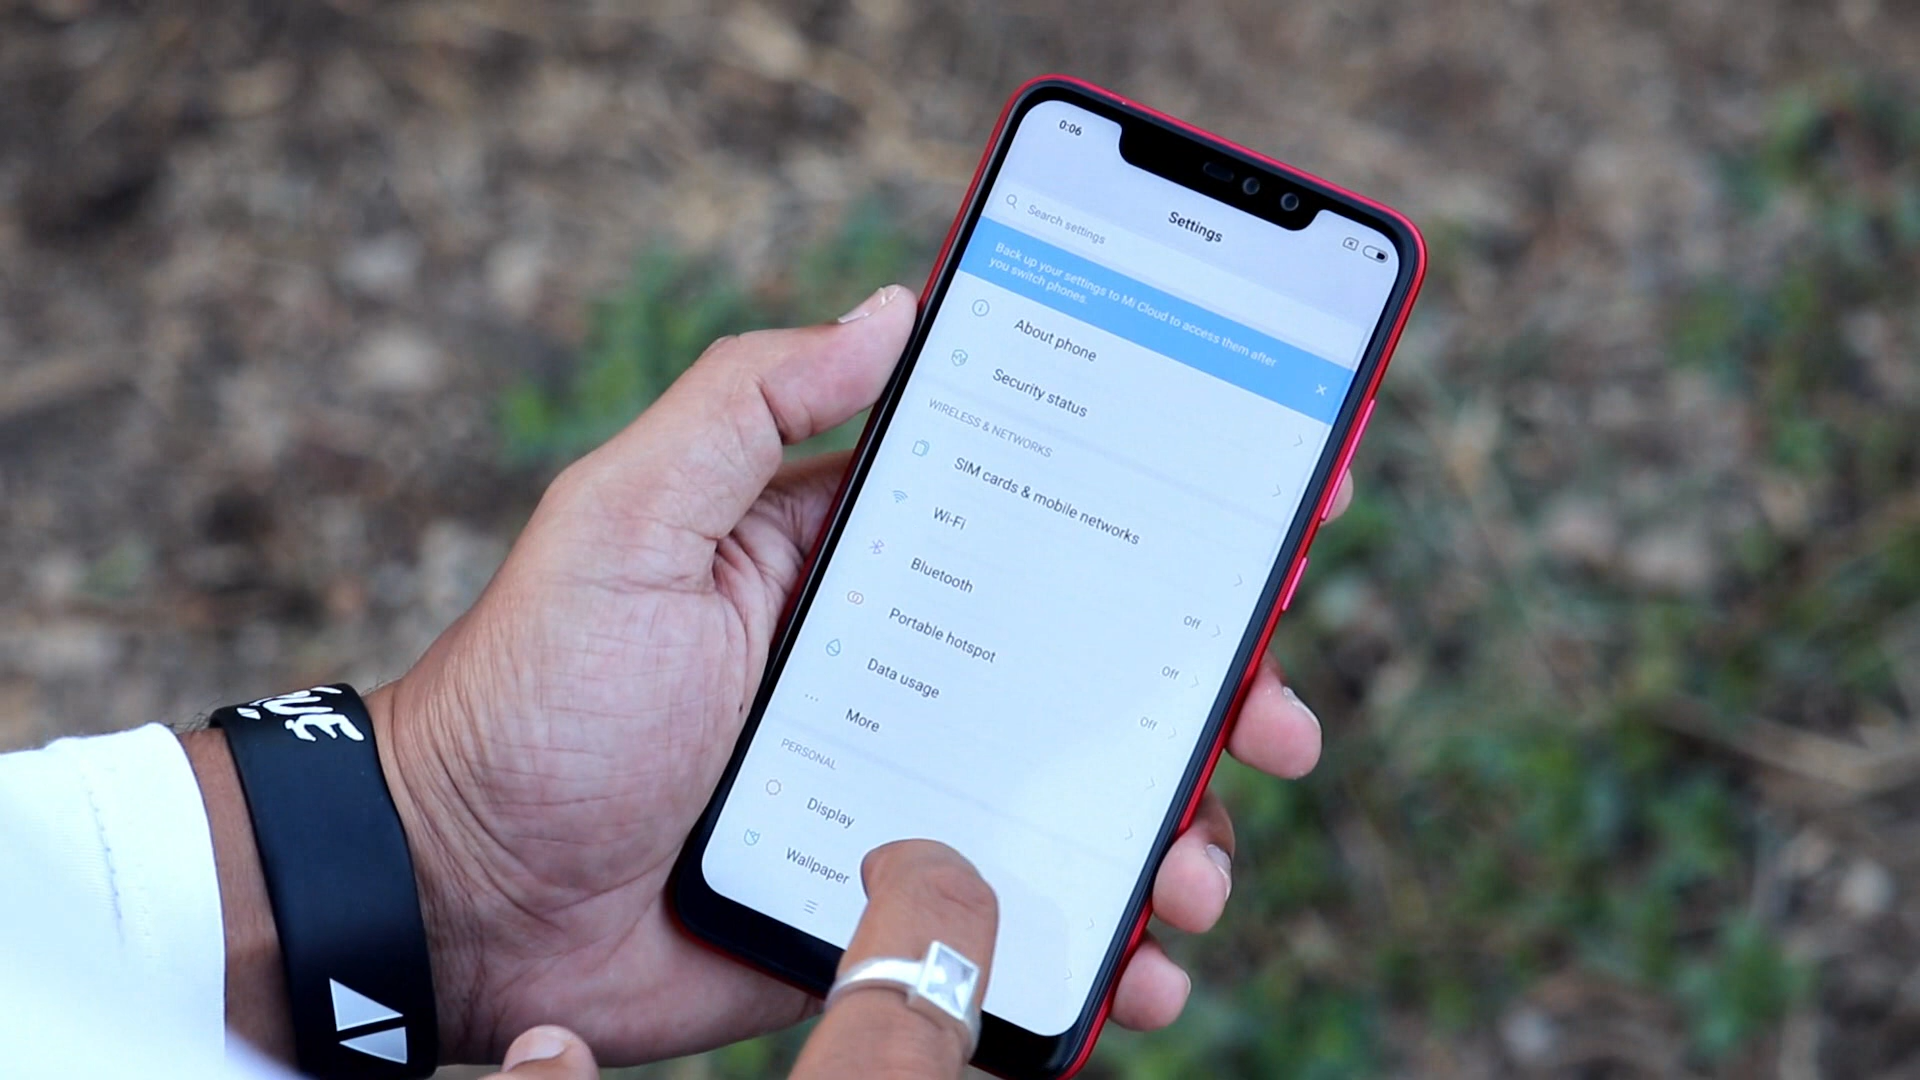 0:06
Settings
Search settings
Back up your settings to Mi Cloud to access them after
you switch phones.
About phone
Security status
WIRELESS & NETWORKS
SIM cards & mobile networks
Wi-Fi
Off
Bluetooth
Off
Portable hotspot
Off
Data usage
More
PERSONAL
Display
Wallpaper